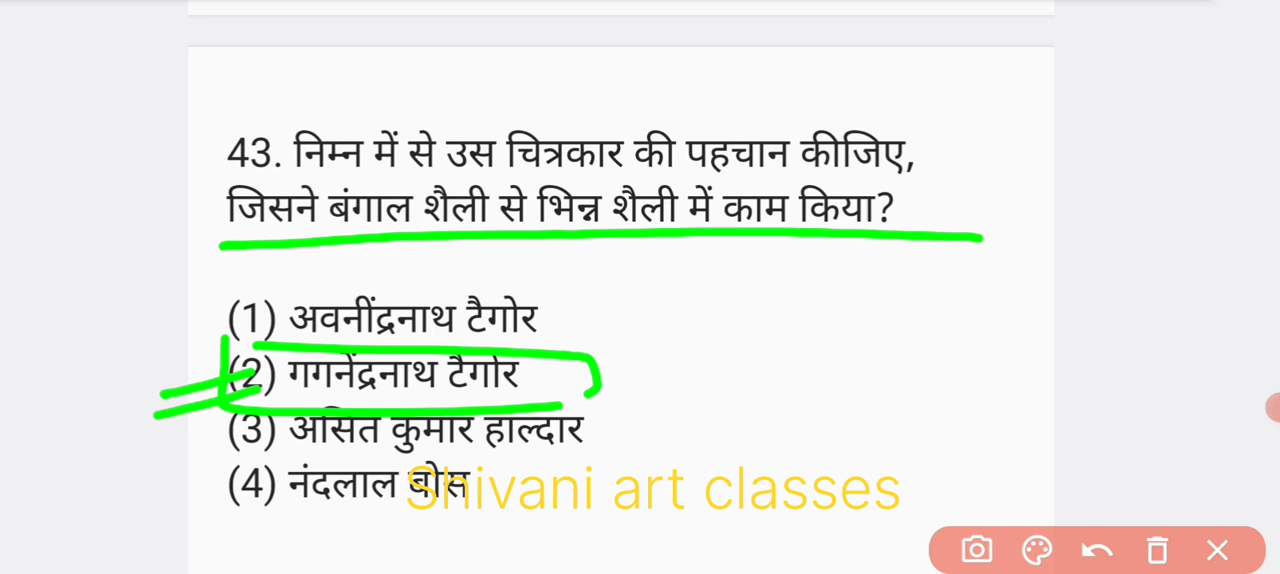 43. निम्न में से उस चित्रकार की पहचान कीजिए,
जिसने बंगाल शैली से भिन्न शैली में काम किया?
(1) अवनींद्रनाथ टैगोर
(2) गगनेंद्रनाथ टैगोर
(3) असित कुमार हाल्दार
(4) नंदलाल बोस
Shivani art classes